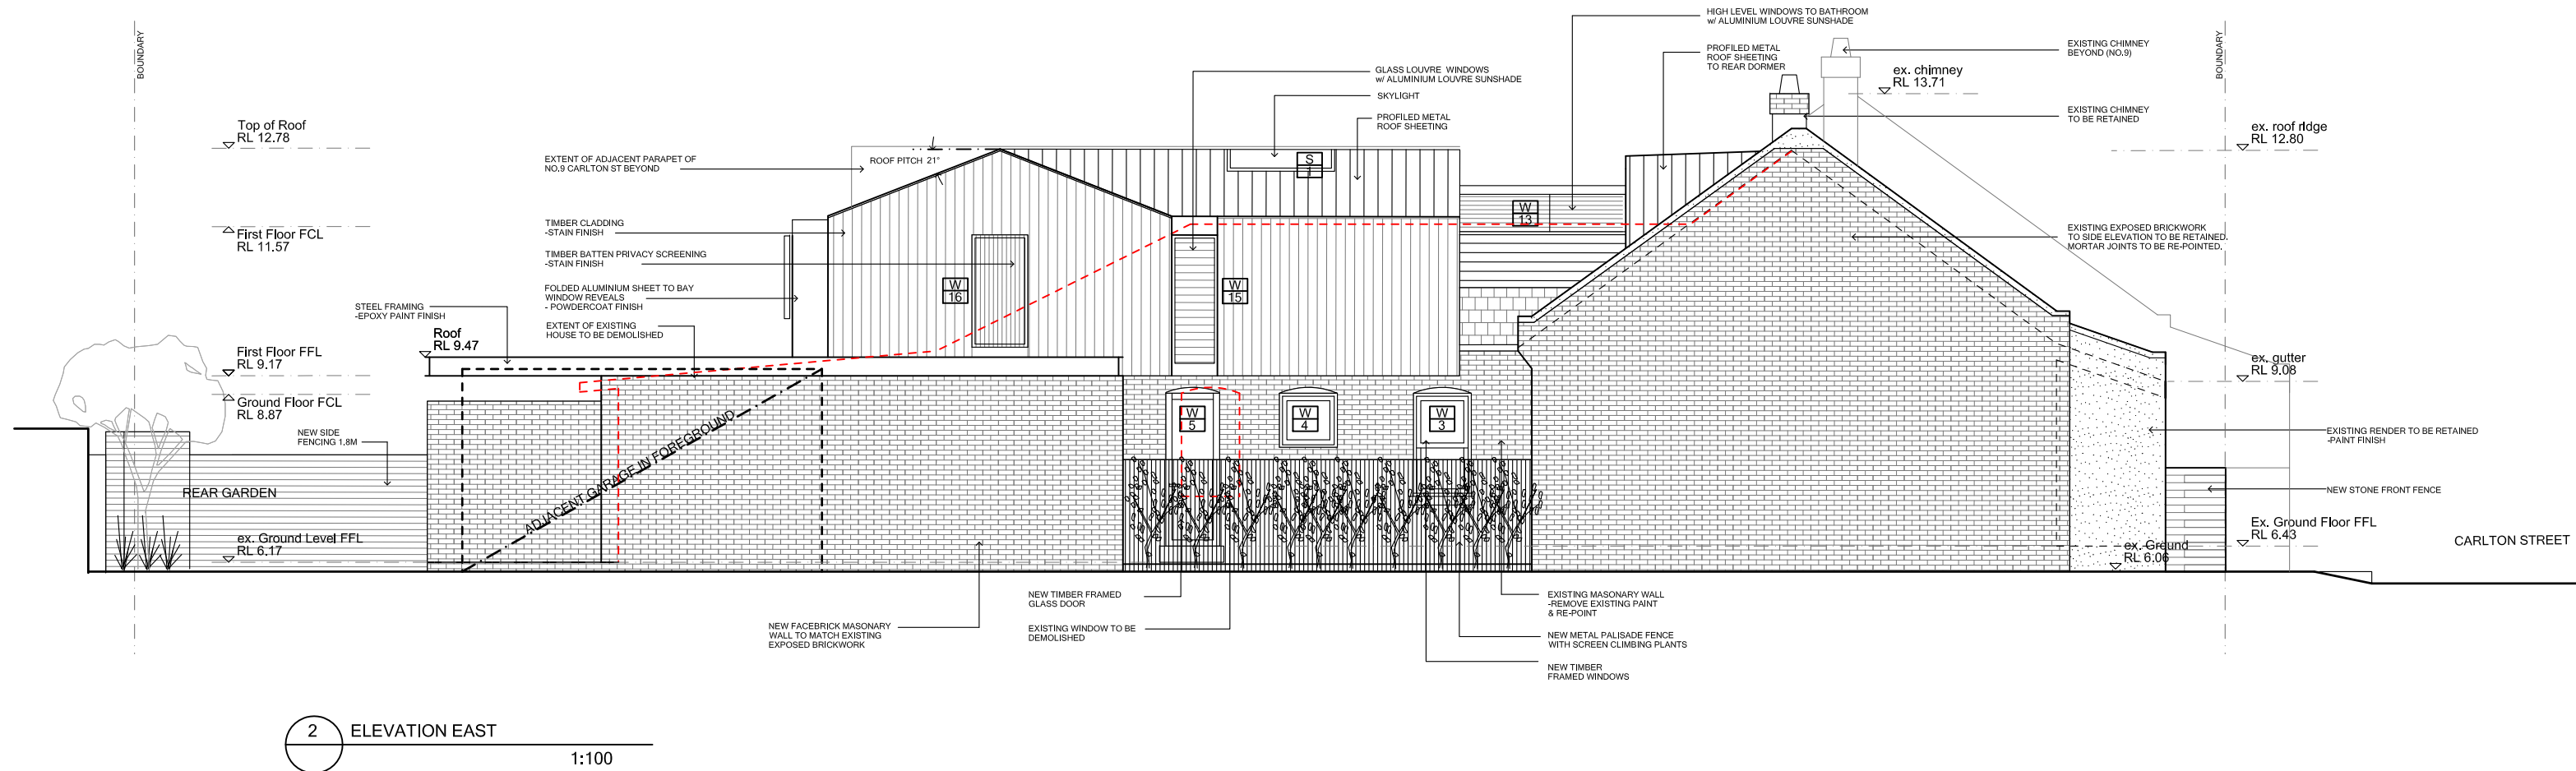 BOUNDARY
Top of Roof
RL 12.78
First Floor FCL
RL 11.57
First Floor FFL
RL 9.17
Ground Floor FCL
RL 8.87
NEW SIDE
FENCING 1,8M
REAR GARDEN
ex. Ground Level FFL
RL 6.17
STEEL FRAMING
-EPOXY PAINT FINISH
Roof
RL 9.47
EXTENT OF ADJACENT PARAPET OF
NO,9 CARLTON ST BEYOND
TIMBER CLADDING
-STAIN FINISH
TIMBER BATTEN PRIVACY SCREENING
-STAIN FINISH
FOLDED ALUMINIUM SHEET TO BAY
WINDOW REVEALS
- POWDERCOAT FINISH
EXTENT OF EXISTING
HOUSE TO BE DEMOLISHED
ADJACENT GARAGE IN FOREGROUND
ROOF PITCH 21°
W
16
GLASS LOUVRE WINDOWS
w/ ALUMINIUM LOUVRE SUNSHADE
SKYLIGHT
PROFILED METAL
ROOF SHEETING
S
1
W
15
W
13
HIGH LEVEL WINDOWS TO BATHROOM
w/ ALUMINIUM LOUVRE SUNSHADE
PROFILED METAL
ROOF SHEETING
TO REAR DORMER
ex. chimney
RL 13.71
EXISTING CHIMNEY
BEYOND (NO.9)
EXISTING CHIMNEY
TO BE RETAINED
BOUNDARY
ex. roof ridge
RL 12.80
EXISTING EXPOSED BRICKWORK
TO SIDE ELEVATION TO BE RETAINED.
MORTAR JOINTS TO BE RE-POINTED.
ex. gutter
RL 9.08
EXISTING RENDER TO BE RETAINED
-PAINT FINISH
NEW STONE FRONT FENCE
Ex. Ground Floor FFL
RL 6.43
ex. Ground
RL 6.06
CARLTON STREET
W
5
W
4
W
3
NEW TIMBER FRAMED
GLASS DOOR
EXISTING WINDOW TO BE
DEMOLISHED
NEW FACEBRICK MASONARY
WALL TO MATCH EXISTING
EXPOSED BRICKWORK
EXISTING MASONARY WALL
-REMOVE EXISTING PAINT
& RE-POINT
NEW METAL PALISADE FENCE
WITH SCREEN CLIMBING PLANTS
NEW TIMBER
FRAMED WINDOWS
2
ELEVATION EAST
1:100